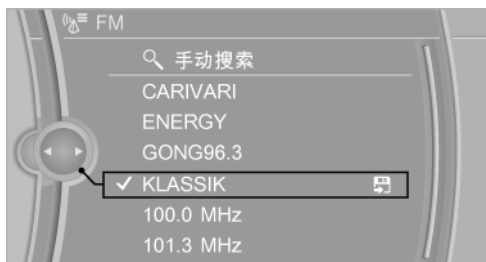 FM
手动搜索
CARIVARI
ENERGY
GONG96.3
KLASSIK
100.0 MHz
101.3 MHz